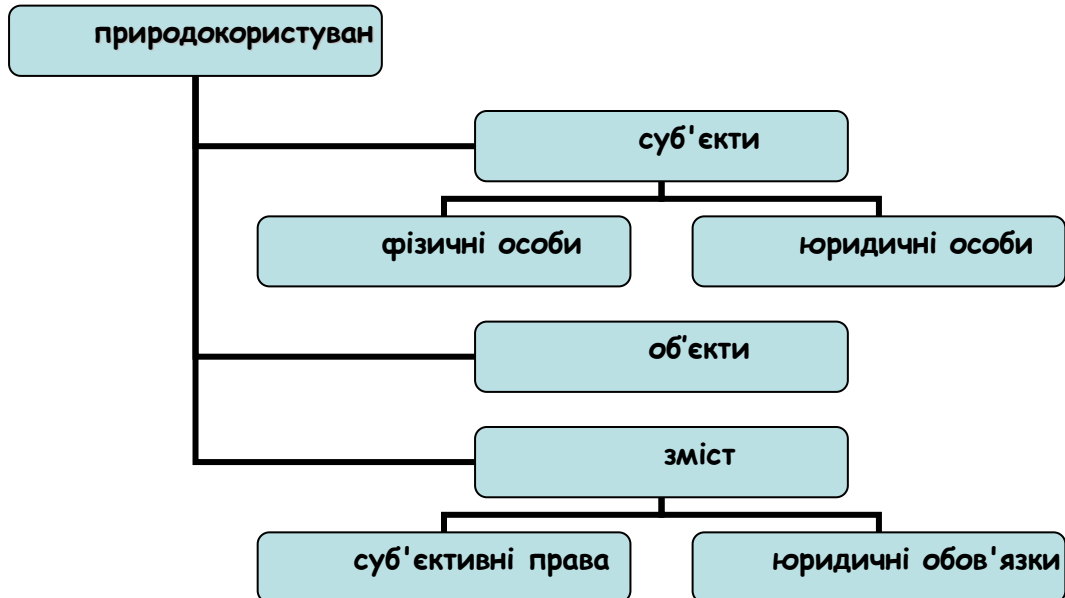 природокористуван
суб'єкти
фізичні особи
юридичні особи
об'єкти
зміст
суб'єктивні права
юридичні обов'язки